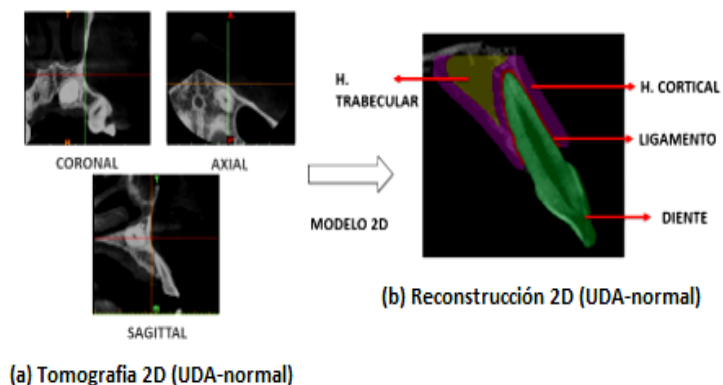 CORONAL
AXIAL
SAGITTAL
(a) Tomografia 2D (UDA-normal)
MODELO 2D
H.
TRABECULAR
H. CORTICAL
LIGAMENTO
DIENTE
(b) Reconstrucción 2D (UDA-normal)